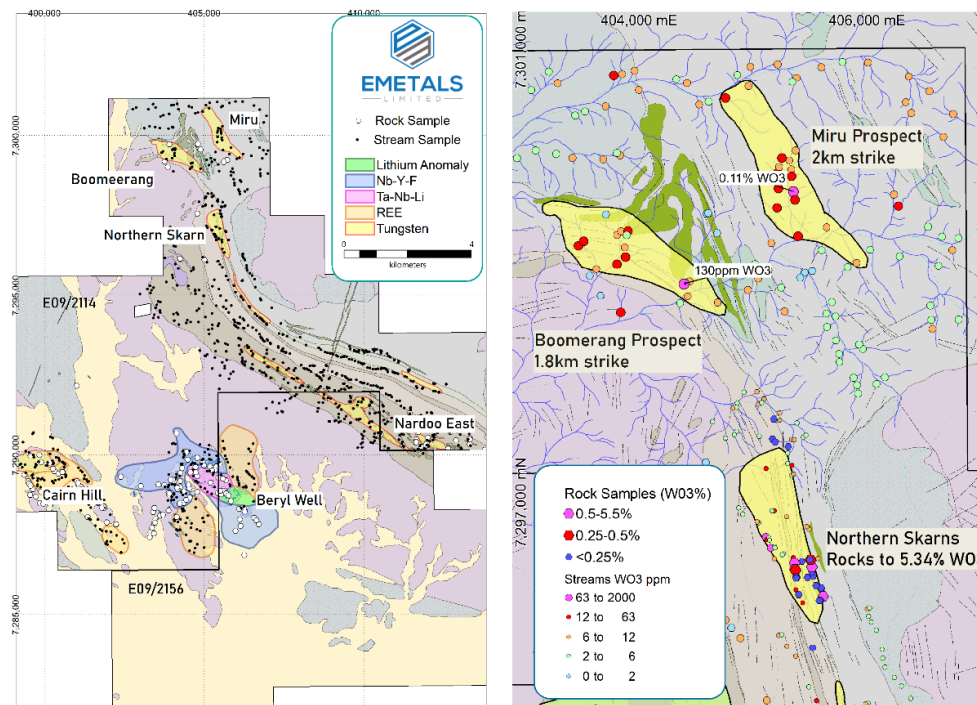 400,000
405,000
410,000
EMETALS
LIMITED
Rock Sample
Stream Sample
Lithium Anomaly
Nb-Y-F
Ta-Nb-Li
REE
Tungsten
0 4
kilometers
7,300,000
Miru
Boomerang
Northern Skarn
7,295,000
E09/2114
Nardoo East
7,290,000
Cairn Hill
Beryl Well
E09/2156
7,285,000
404,000 mE
406,000 mE
7,301,000 mN
Miru Prospect
2km strike
0.11% WO3
130ppm WO3
Boomerang Prospect
1.8km strike
7,297,000 mN
Northern Skarns
Rocks to 5.34% WO
Rock Samples (W03%)
0.5-5.5%
0.25-0.5%
<0.25%
Streams WO3 ppm
63 to 2000
12 to 63
6 to 12
2 to 6
0 to 2